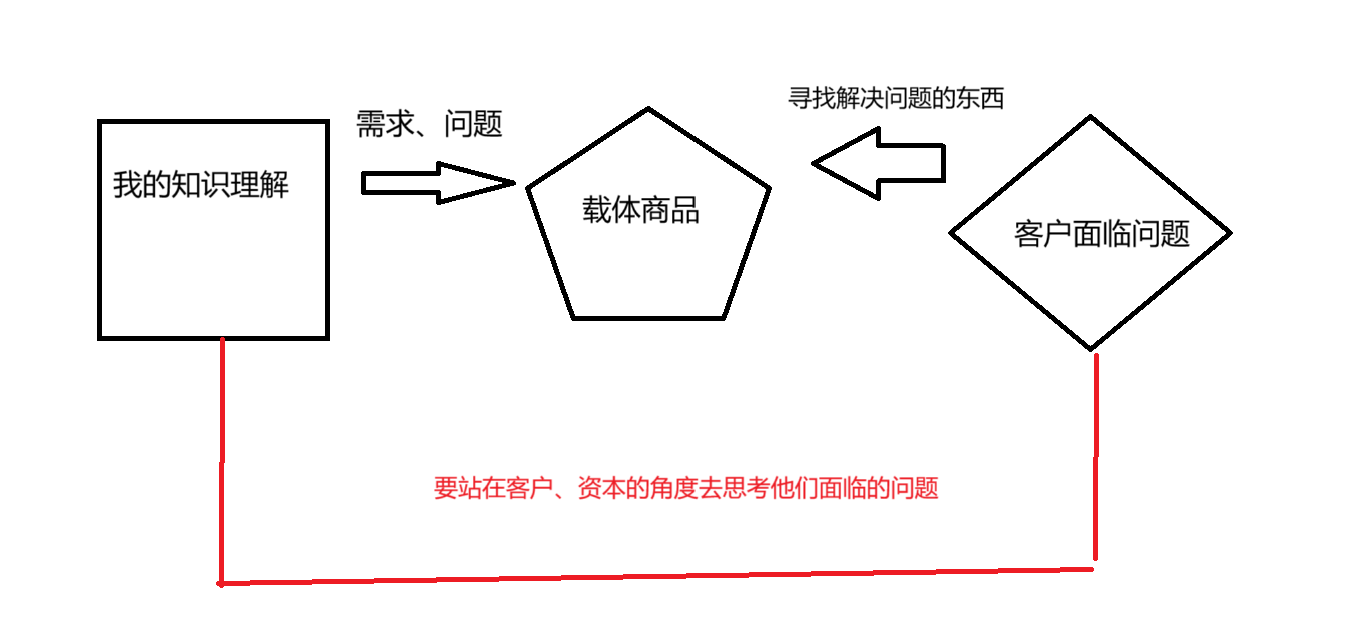 寻找解决问题的东西
需求、问题
我的知识理解
载体商品
客户面临问题
要站在客户、资本的角度去思考他们面临的问题